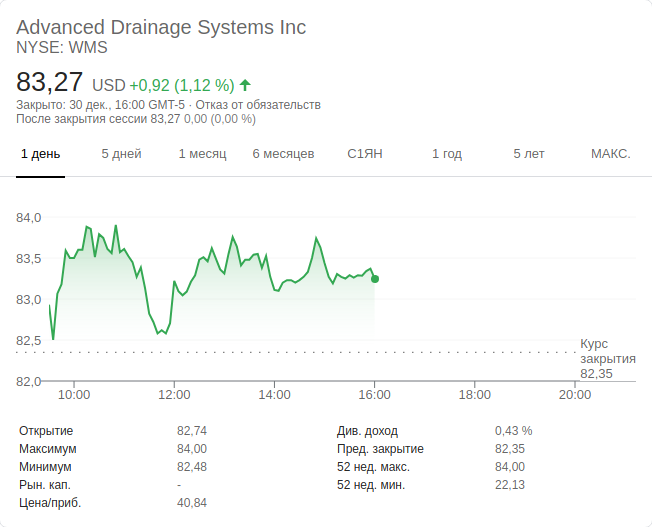 Advanced Drainage Systems Inc
NYSE: WMS
83,27 USD +0,92 (1,12 %)
Закрыто: 30 дек., 16:00 GMT-5 · Отказ от обязательств
После закрытия сессии 83,27 0,00 (0,00 %)
1 день 5 дней 1 месяц 6 месяцев С1ЯН 1 год 5 лет МАКС.
84,0
83,5
83,0
82,5
Курс
закрытия
82,35
82,0
10:00 12:00 14:00 16:00 18:00 20:00
Открытие 82,74 Див. доход 0,43 %
Максимум 84,00 Пред. закрытие 82,35
Минимум 82,48 52 нед. макс. 84,00
Рын. кап. - 52 нед. мин. 22,13
Цена/приб. 40,84